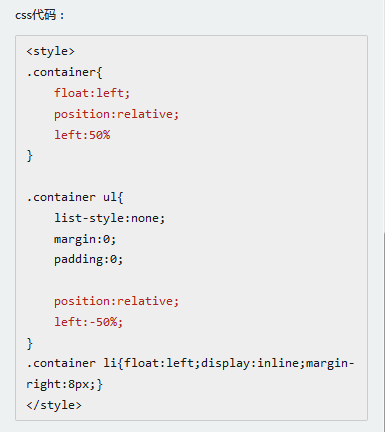 css代码：
<style>
.container{
    float:left;
    position:relative;
    left:50%
}

.container ul{
    list-style:none;
    margin:0;
    padding:0;

    position:relative;
    left:-50%;
}
.container li{float:left;display:inline;margin-
right:8px;}
</style>